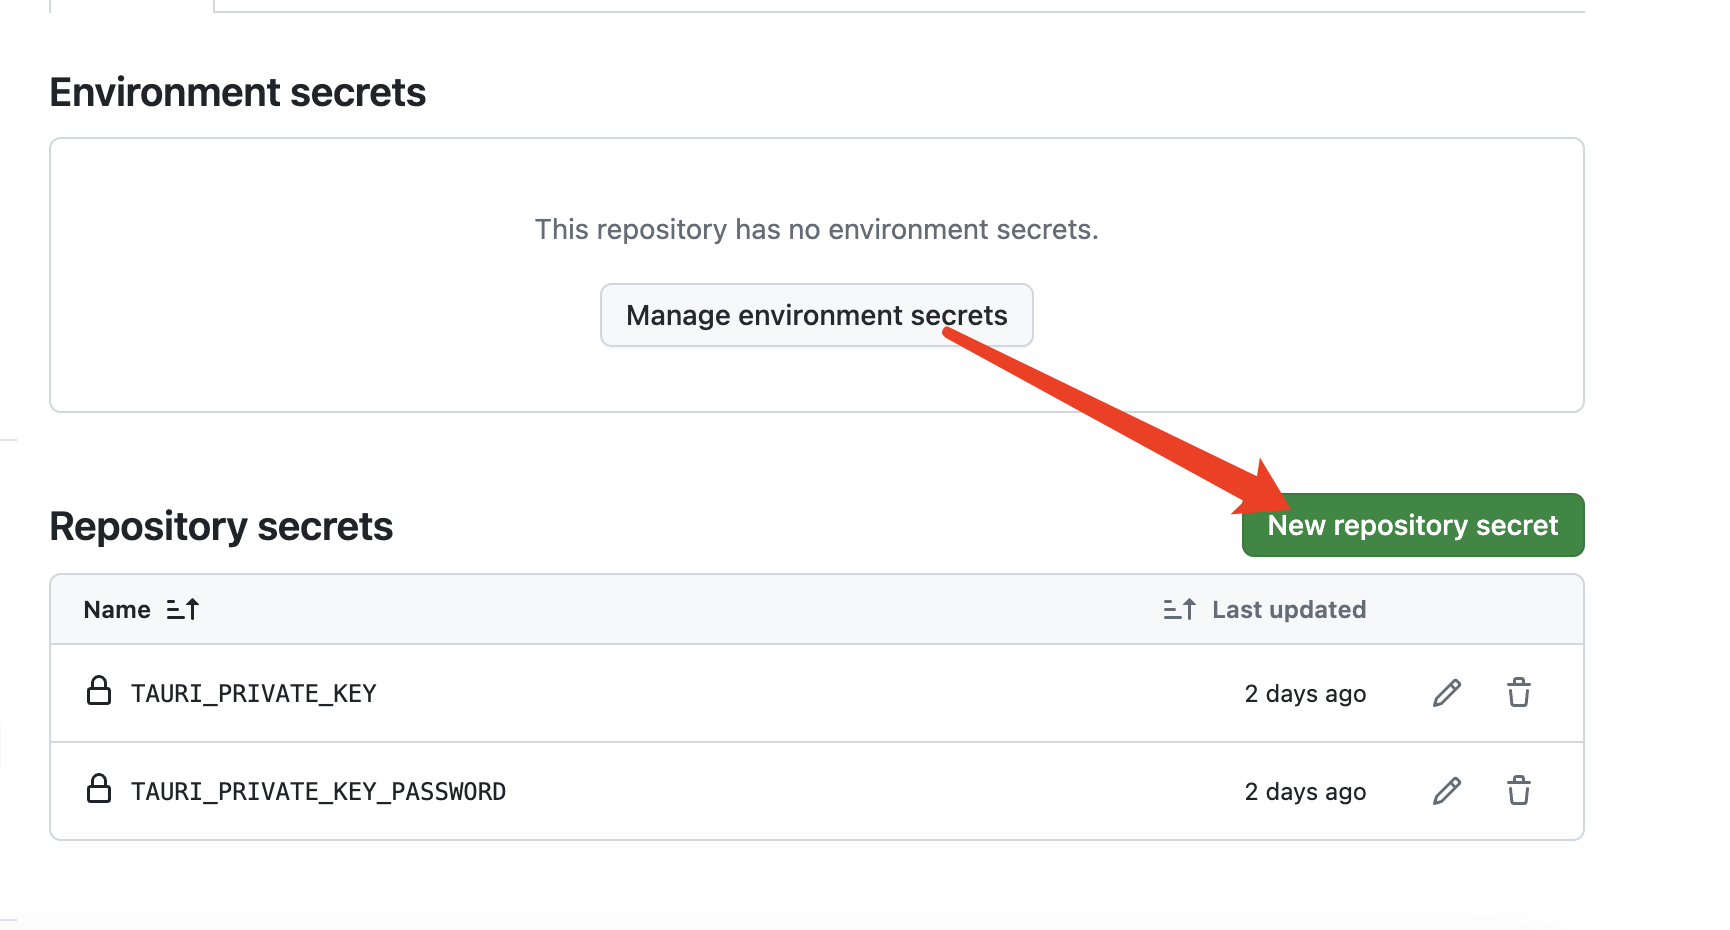 Environment secrets
This repository has no environment secrets.
Manage environment secrets
Repository secrets
New repository secret
Name
Last updated
TAURI_PRIVATE_KEY
2 days ago
TAURI_PRIVATE_KEY_PASSWORD
2 days ago